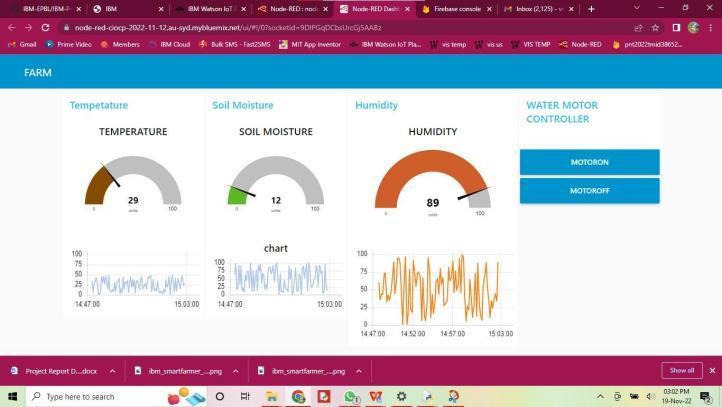 IBM-EPBL/IBM-Pr
IBM
IBM Watson IoT P
Node-RED : node
Node-RED Dashb
Firebase console
Inbox (2,125) - v
node-red-ciocp-2022-11-12.au-syd.mybluemix.net/ui/#!/0?socketid=9DIPGqDCbsUrcGj5AABz
Gmail
Prime Video
Members
IBM Cloud
Bulk SMS - Fast2SMS
MIT App Inventor
IBM Watson IoT Pla...
vis temp
vis us
VIS TEMP
Node-RED
pnt2022tmid38652...
FARM
Tempetature
Soil Moisture
Humidity
WATER MOTOR
CONTROLLER
TEMPERATURE
SOIL MOISTURE
HUMIDITY
MOTORON
MOTOROFF
29
units
0
100
12
units
0
100
89
units
0
100
chart
100
75
50
25
0
14:47:00
15:03:00
100
75
50
25
0
14:47:00
15:03:00
100
75
50
25
0
14:47:00
14:52:00
14:57:00
15:03:00
Project Report D....docx
ibm_smartfarmer_....png
ibm_smartfarmer_....png
Show all
Type here to search
03:02 PM
19-Nov-22